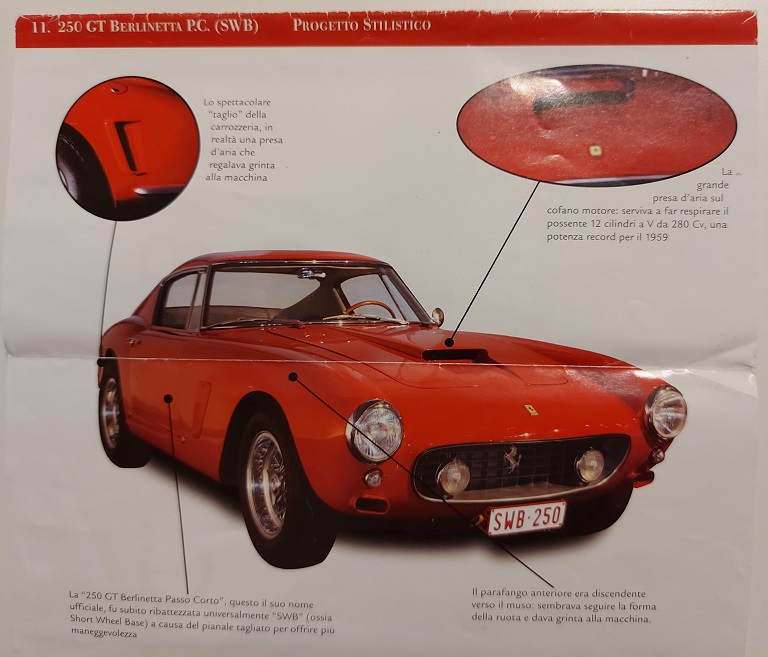 11. 250 GT BERLINETTA P.C. (SWB) PROGETTO STILISTICO
Lo spettacolare
"taglio" della
carrozzeria, in
realtà una presa
d'aria che
regalava grinta
alla macchina
La
grande
presa d'aria sul
cofano motore: serviva a far respirare il
possente 12 cilindri a V da 280 Cv, una
potenza record per il 1959
SWB·250
La "250 GT Berlinetta Passo Corto", questo il suo nome
ufficiale, fu subito ribattezzata universalmente "SWB" (ossia
Short Wheel Base) a causa del pianale tagliato per offrire più
maneggevolezza
Il parafango anteriore era discendente
verso il muso: sembrava seguire la forma
della ruota e dava grinta alla macchina.